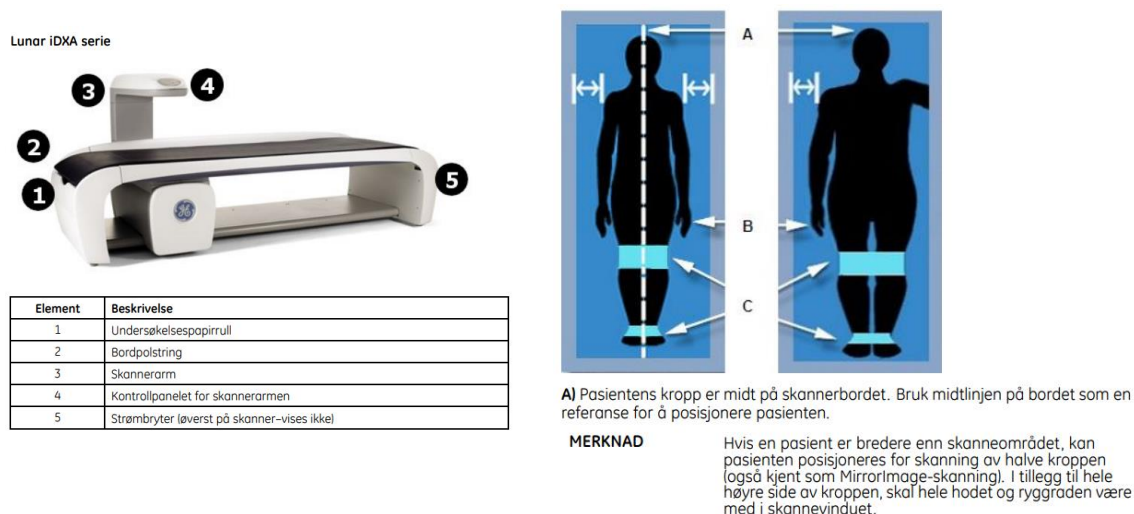 Lunar iDXA serie
3
4
2
1
5
Element Beskrivelse
1 Undersøkelsespapirrull
2 Bordpolstring
3 Skannerarm
4 Kontrollpanelet for skannerarmen
5 Strømbryter (øverst på skanner–vises ikke)
A
B
C
A) Pasientens kropp er midt på skannerbordet. Bruk midtlinjen på bordet som en
referanse for å posisjonere pasienten.
MERKNAD Hvis en pasient er bredere enn skanneområdet, kan
pasienten posisjoneres for skanning av halve kroppen
(også kjent som MirrorImage-skanning). I tillegg til hele
høyre side av kroppen, skal hele hodet og ryggraden være
med i skannevinduet.